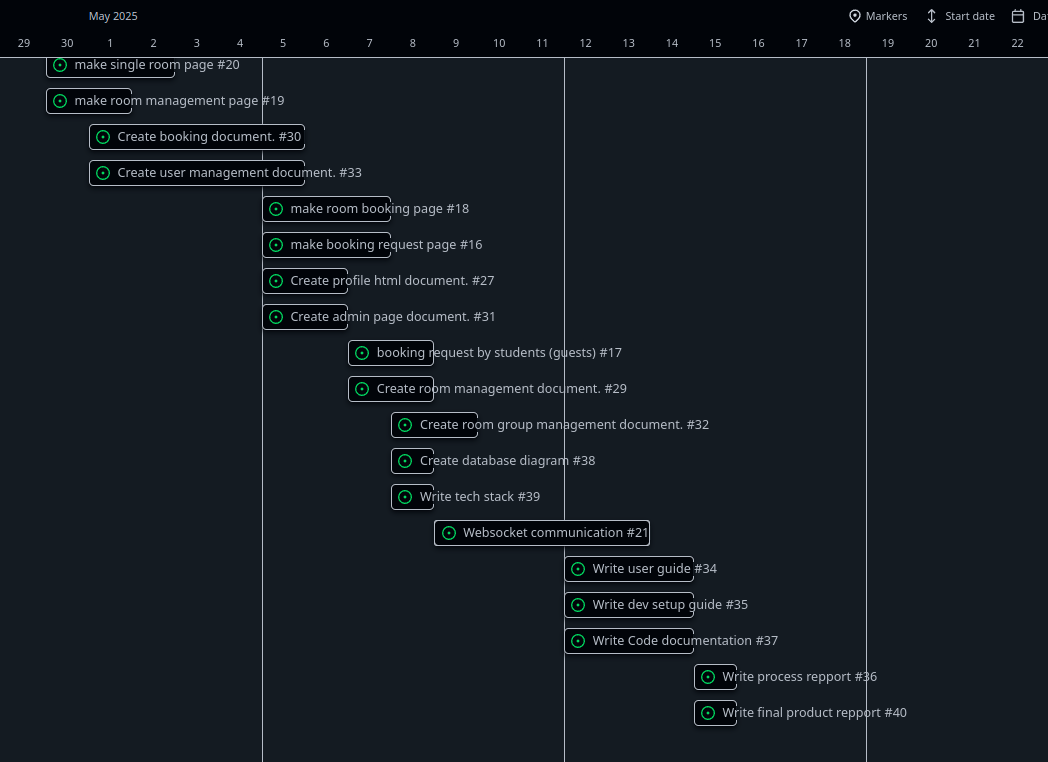 May 2025
Markers Start date Da
29 30 1 2 3 4 5 6 7 8 9 10 11 12 13 14 15 16 17 18 19 20 21 22
make single room page #20
make room management page #19
Create booking document. #30
Create user management document. #33
make room booking page #18
make booking request page #16
Create profile html document. #27
Create admin page document. #31
booking request by students (guests) #17
Create room management document. #29
Create room group management document. #32
Create database diagram #38
Write tech stack #39
Websocket communication #21
Write user guide #34
Write dev setup guide #35
Write Code documentation #37
Write process repport #36
Write final product repport #40